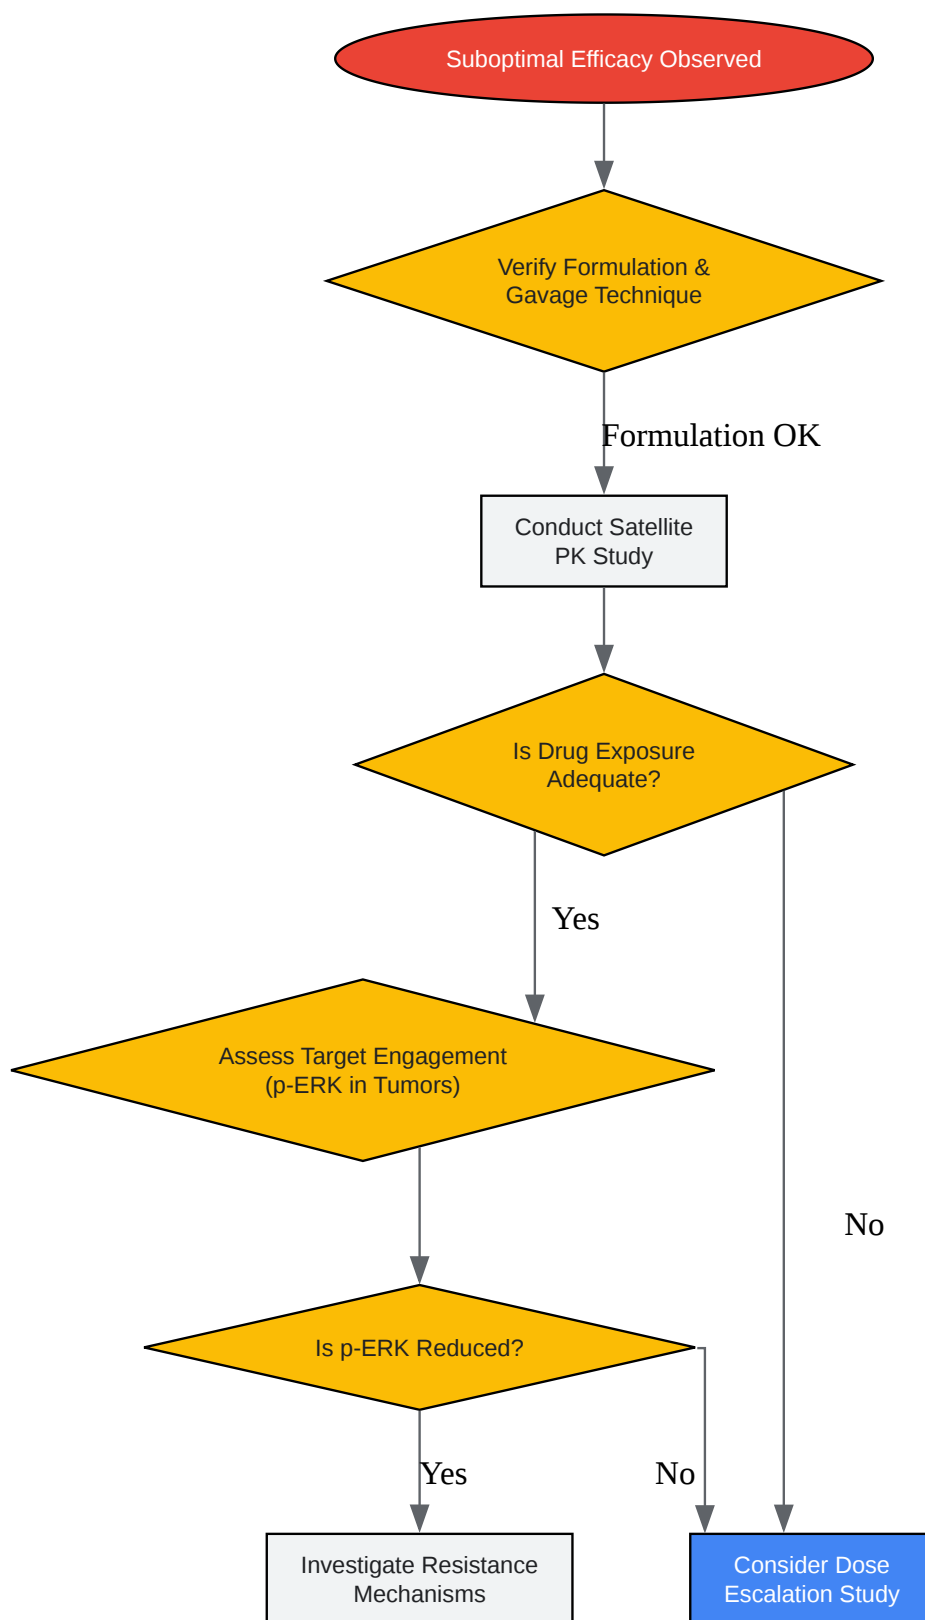 Suboptimal Efficacy Observed
Verify Formulation &
Gavage Technique
Formulation OK
Conduct Satellite
PK Study
Is Drug Exposure
Adequate?
Yes
Assess Target Engagement
(p-ERK in Tumors)
No
Is p-ERK Reduced?
Yes
No
Investigate Resistance
Mechanisms
Consider Dose
Escalation Study